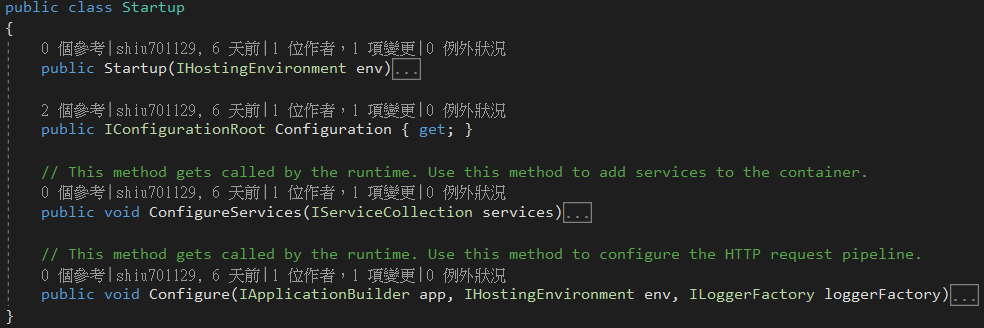 public class Startup
{
0 個參考|shiu701129, 6 天前|1 位作者，1 項變更|0 例外狀況
public Startup(IHostingEnvironment env)...
2 個參考|shiu701129, 6 天前|1 位作者，1 項變更|0 例外狀況
public IConfigurationRoot Configuration { get; }
// This method gets called by the runtime. Use this method to add services to the container.
0 個參考|shiu701129, 6 天前|1 位作者，1 項變更|0 例外狀況
public void ConfigureServices(IServiceCollection services)...
// This method gets called by the runtime. Use this method to configure the HTTP request pipeline.
0 個參考|shiu701129, 6 天前|1 位作者，1 項變更|0 例外狀況
public void Configure(IApplicationBuilder app, IHostingEnvironment env, ILoggerFactory loggerFactory)...
}